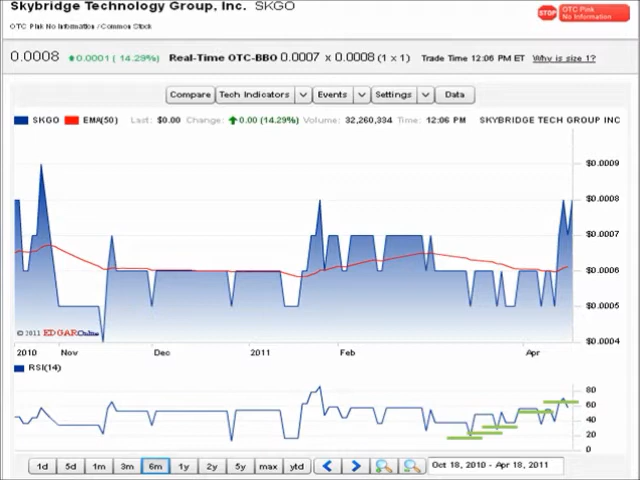 Skybridge Technology Group, Inc. SKGO
OTC Pink No Information / Common Stock
STOP OTC Pink
No Information
0.0008 0.0001 ( 14.29%) Real-Time OTC-BBO 0.0007 x 0.0008 (1 x 1) Trade Time 12:06 PM ET Why is size 1?
Compare Tech Indicators Events Settings Data
SKGO EMA(50) Last: $0.00 Change: 0.00 (14.29%) Volume: 32,260,334 Time: 12:06 PM SKYBRIDGE TECH GROUP INC
$0.0009
$0.0008
$0.0007
$0.0006
$0.0005
© 2011 EDGAROnline
$0.0004
2010 Nov Dec 2011 Feb Apr
RSI(14)
80
60
40
20
0
1d 5d 1m 3m 6m 1y 2y 5y max ytd Oct 18, 2010 - Apr 18, 2011